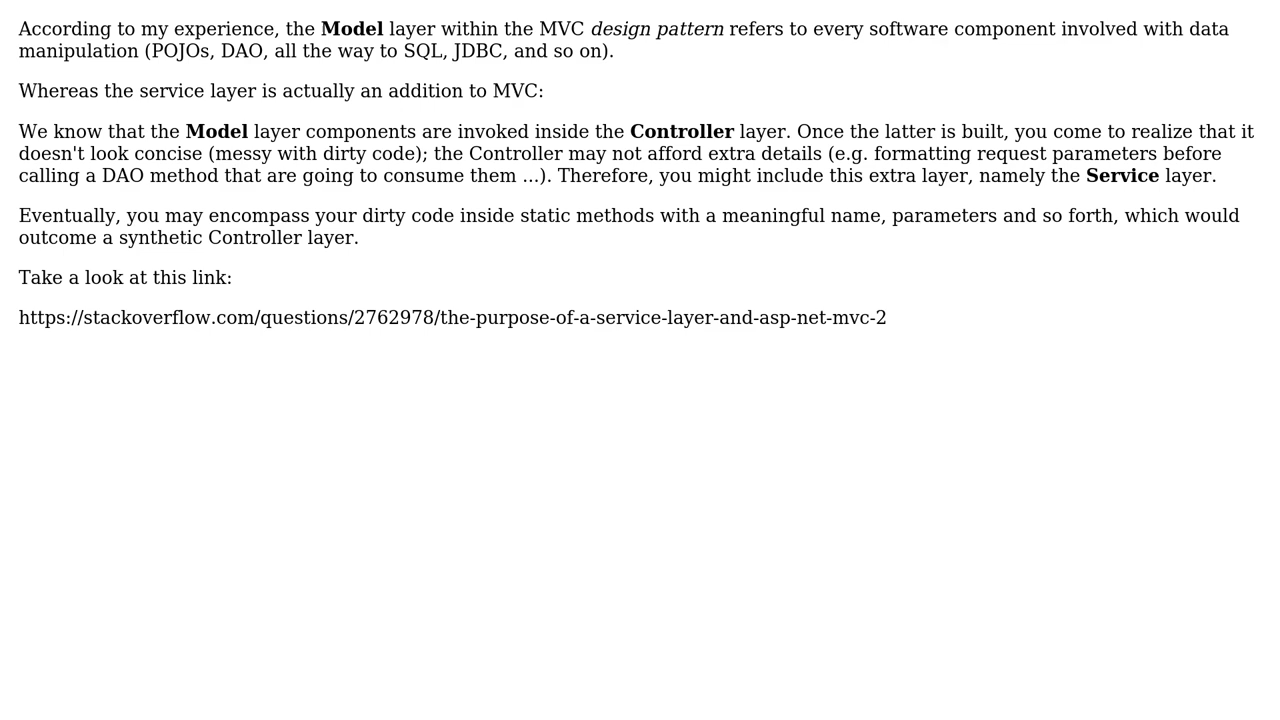 According to my experience, the Model layer within the MVC design pattern refers to every software component involved with data
manipulation (POJOs, DAO, all the way to SQL, JDBC, and so on).
Whereas the service layer is actually an addition to MVC:
We know that the Model layer components are invoked inside the Controller layer. Once the latter is built, you come to realize that it
doesn't look concise (messy with dirty code); the Controller may not afford extra details (e.g. formatting request parameters before
calling a DAO method that are going to consume them ...). Therefore, you might include this extra layer, namely the Service layer.
Eventually, you may encompass your dirty code inside static methods with a meaningful name, parameters and so forth, which would
outcome a synthetic Controller layer.
Take a look at this link:
https://stackoverflow.com/questions/2762978/the-purpose-of-a-service-layer-and-asp-net-mvc-2